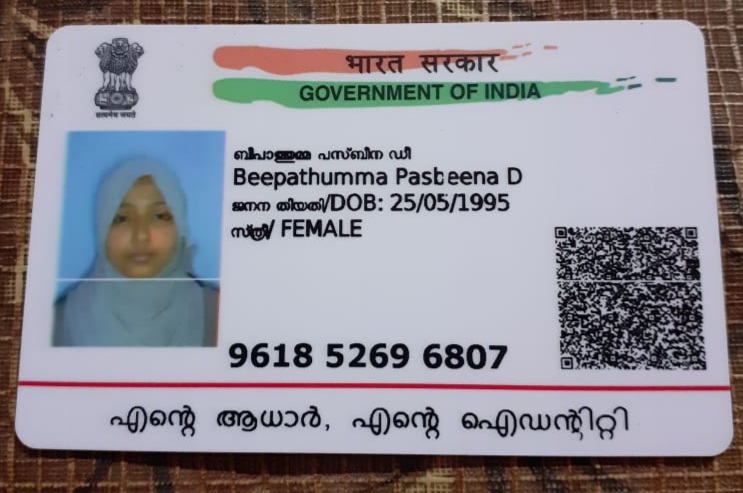 सत्यमेव जयते
भारत सरकार
GOVERNMENT OF INDIA
ബീപാത്തുമ്മ പസ്ബീന ഡീ
Beepathumma Pasbeena D
ജനന തിയതി/DOB: 25/05/1995
സ്ത്രീ/ FEMALE
9618 5269 6807
എന്റെ ആധാർ, എന്റെ ഐഡന്റിറ്റി